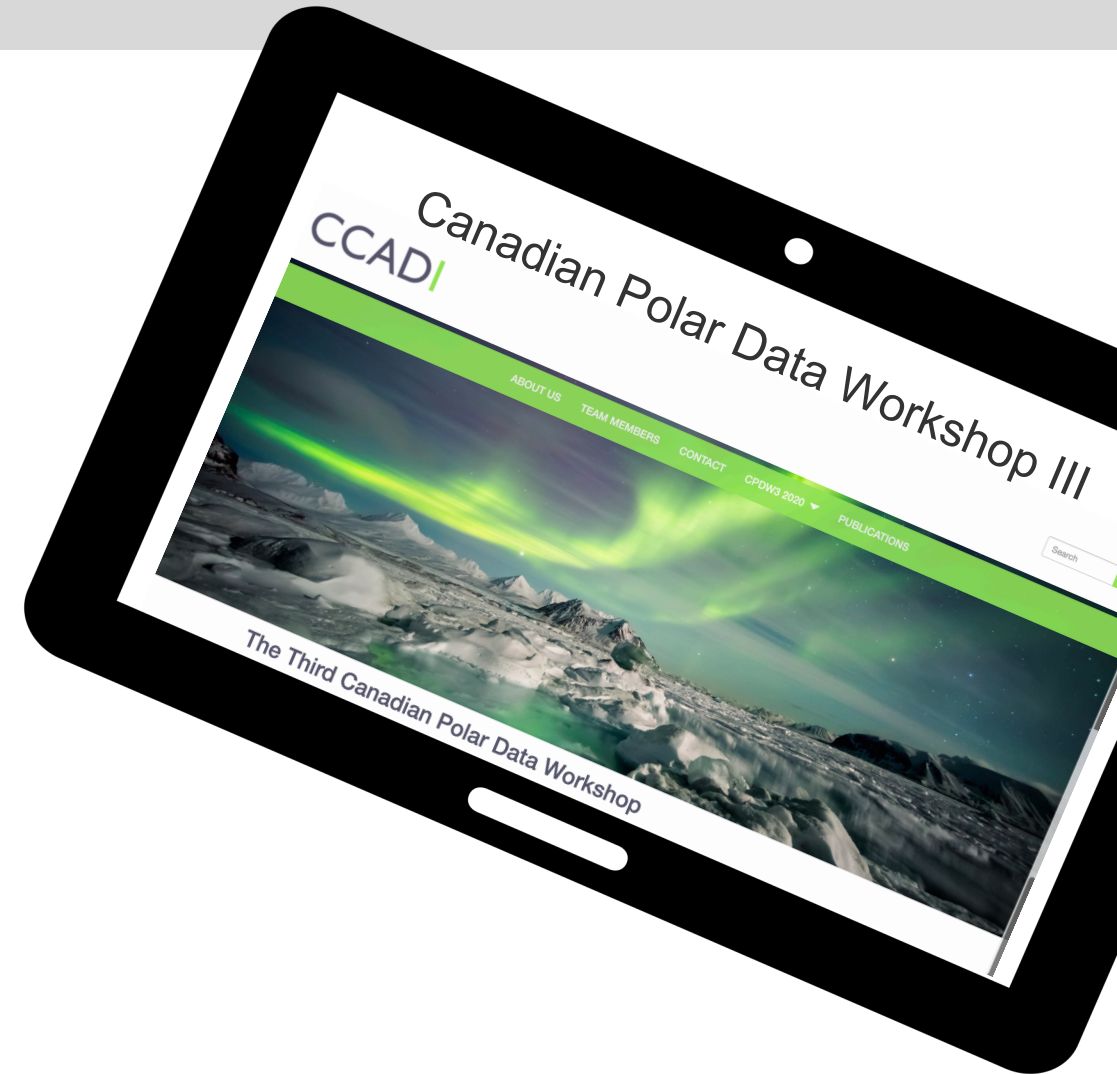 Canadian Polar Data Workshop III
CCADI
Search
ABOUT US TEAM MEMBERS CONTACT CPDW3 2020 PUBLICATIONS
The Third Canadian Polar Data Workshop